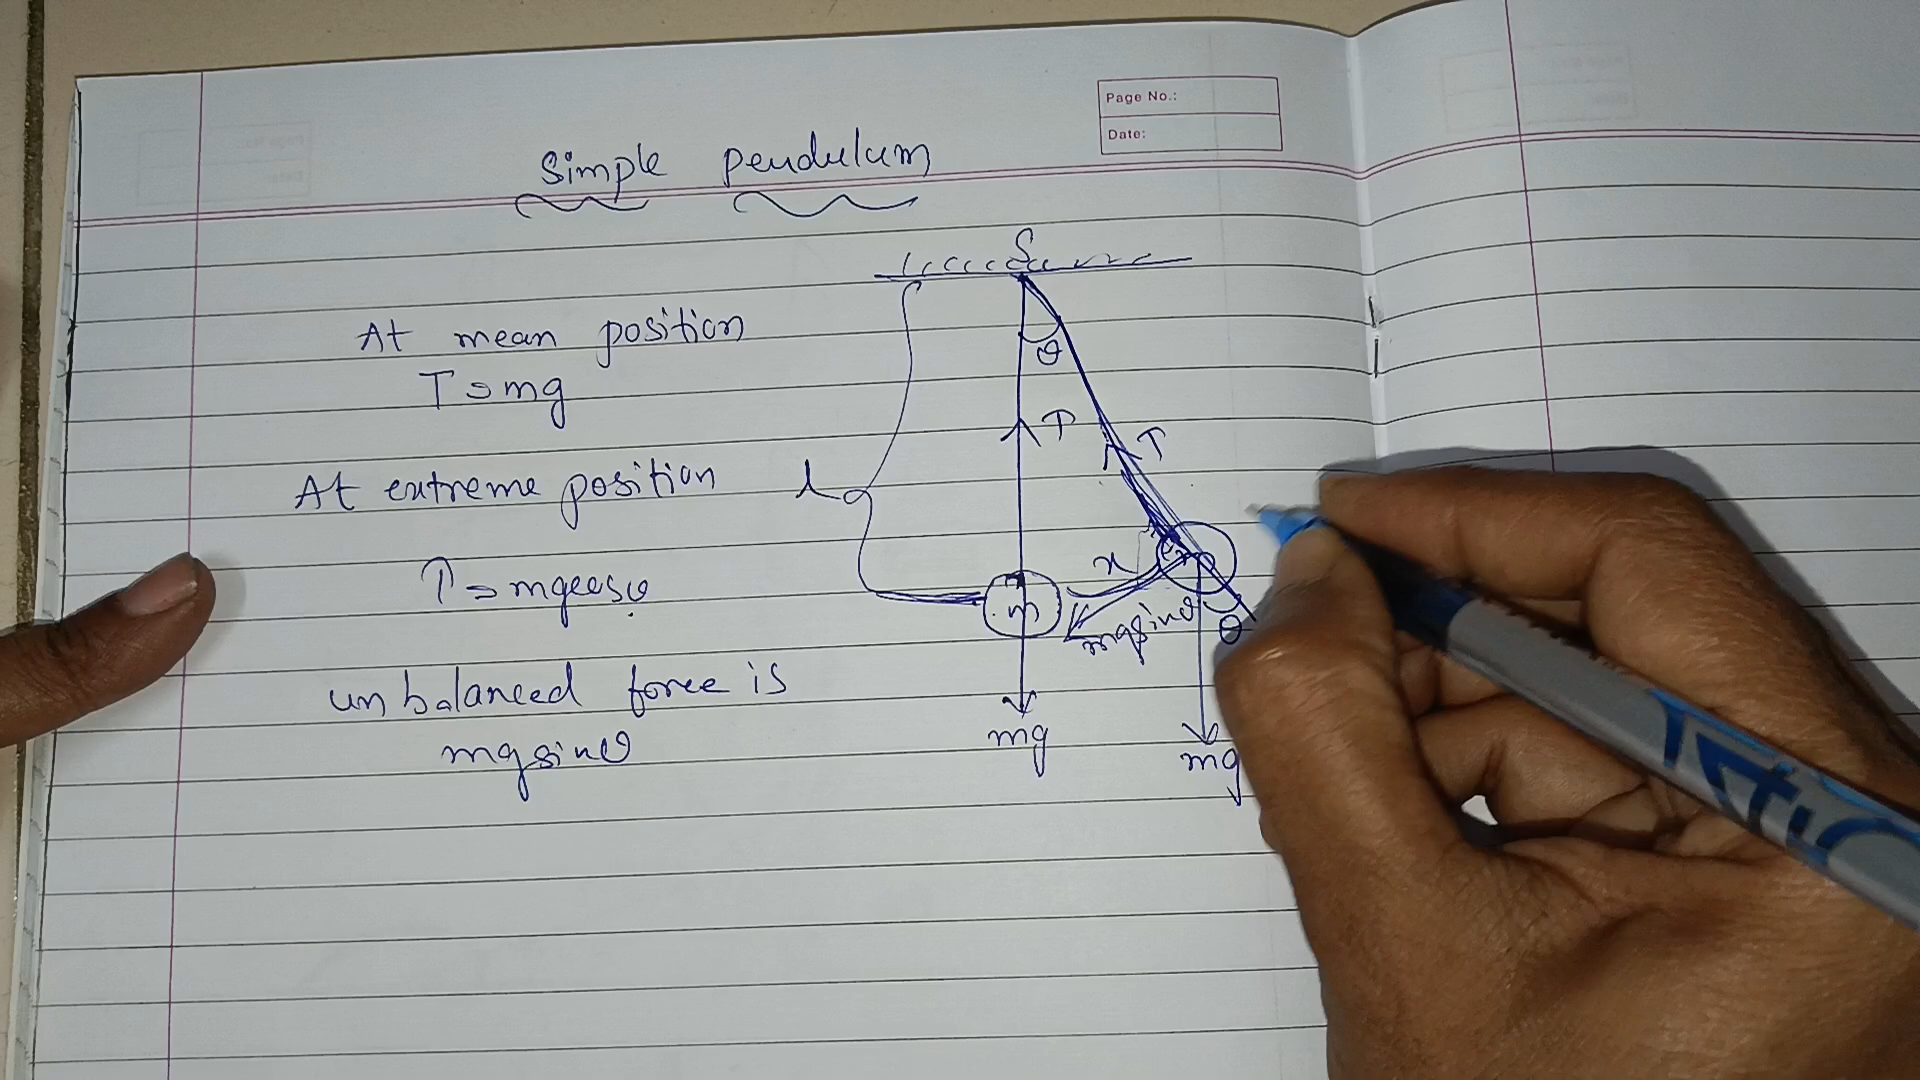 Page No.:
Date:
Simple pendulum
S
At mean position
θ
T = mg
T
T
At extreme position
l
T = mgcosθ
x
m
mgsinθ
θ
unbalanced force is
mg
mgsinθ
mg